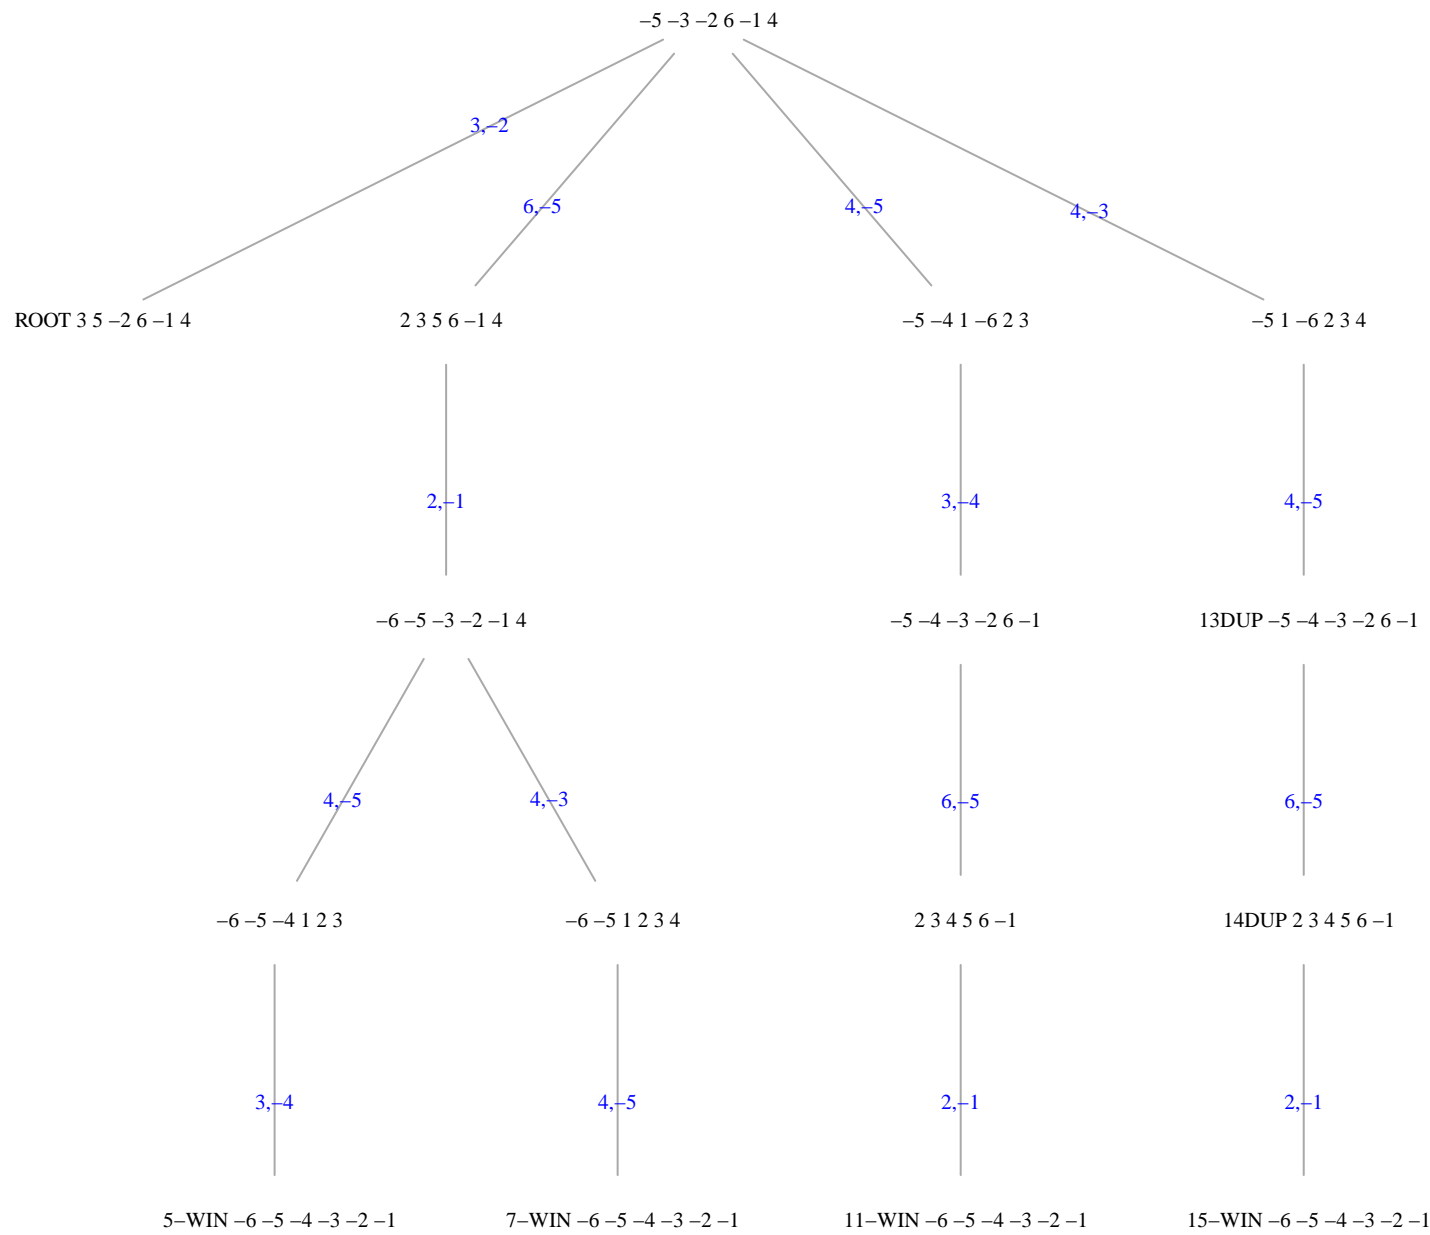 −5 −3 −2 6 −1 4
3,−2
6,−5
4,−5
4,−3
ROOT 3 5 −2 6 −1 4
2 3 5 6 −1 4
−5 −4 1 −6 2 3
−5 1 −6 2 3 4
2,−1
3,−4
4,−5
−6 −5 −3 −2 −1 4
−5 −4 −3 −2 6 −1
13DUP −5 −4 −3 −2 6 −1
4,−5
4,−3
6,−5
6,−5
−6 −5 −4 1 2 3
−6 −5 1 2 3 4
2 3 4 5 6 −1
14DUP 2 3 4 5 6 −1
3,−4
4,−5
2,−1
2,−1
5−WIN −6 −5 −4 −3 −2 −1
7−WIN −6 −5 −4 −3 −2 −1
11−WIN −6 −5 −4 −3 −2 −1
15−WIN −6 −5 −4 −3 −2 −1